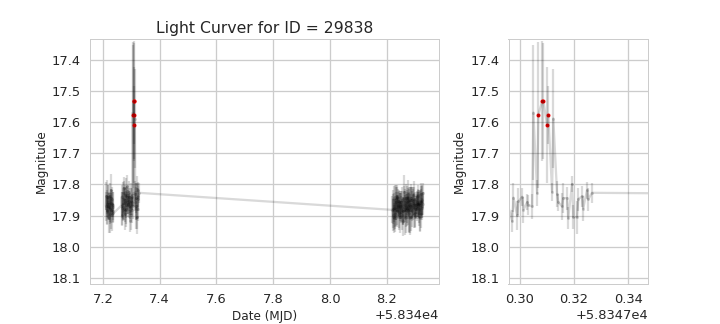 Light Curver for ID = 29838
Magnitude
17.4
17.5
17.6
17.7
17.8
17.9
18.0
18.1
7.2 7.4 7.6 7.8 8.0 8.2
Date (MJD)
+5.834e4
Magnitude
17.4
17.5
17.6
17.7
17.8
17.9
18.0
18.1
0.30 0.32 0.34
+5.8347e4